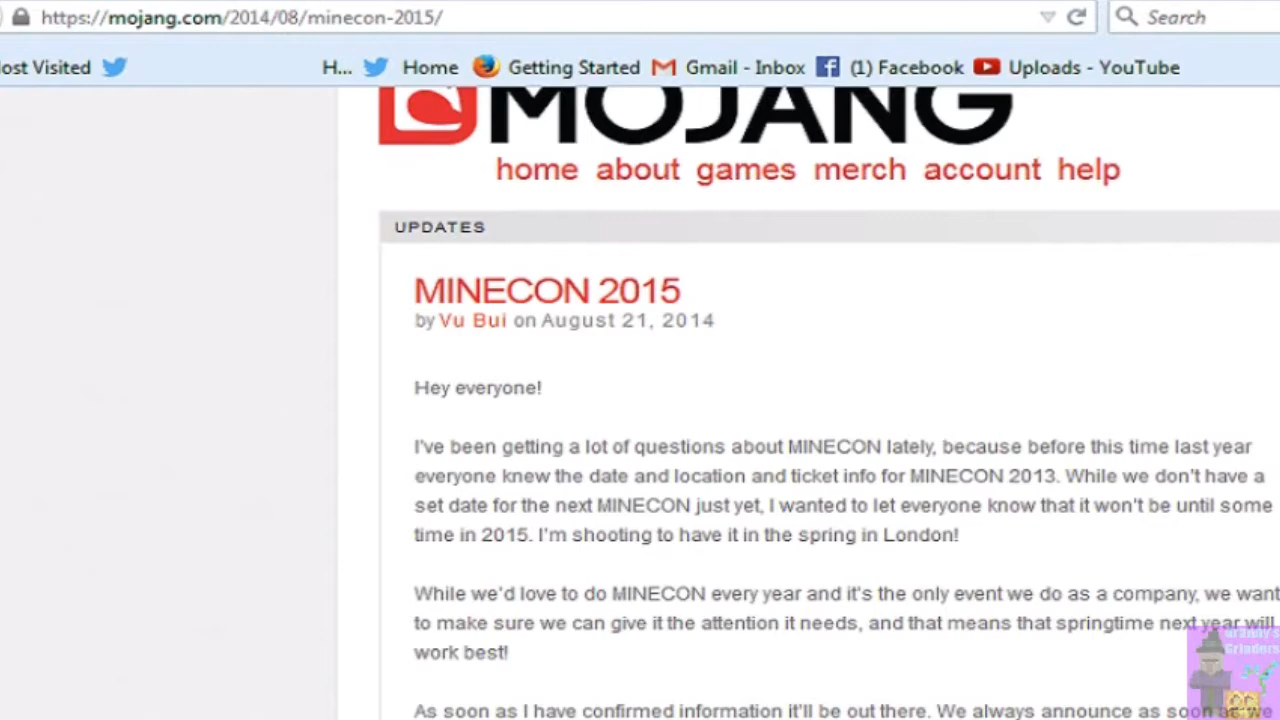 https://mojang.com/2014/08/minecon-2015/
Search
ost Visited
H...
Home
Getting Started
Gmail - Inbox
(1) Facebook
Uploads - YouTube
MOJANG
home about games merch account help
UPDATES
MINECON 2015
by Vu Bui on August 21, 2014
Hey everyone!
I've been getting a lot of questions about MINECON lately, because before this time last year
everyone knew the date and location and ticket info for MINECON 2013. While we don't have a
set date for the next MINECON just yet, I wanted to let everyone know that it won't be until some
time in 2015. I'm shooting to have it in the spring in London!
While we'd love to do MINECON every year and it's the only event we do as a company, we want
to make sure we can give it the attention it needs, and that means that springtime next year will
work best!
As soon as I have confirmed information it'll be out there. We always announce as soon as we
Granny's
Grinders